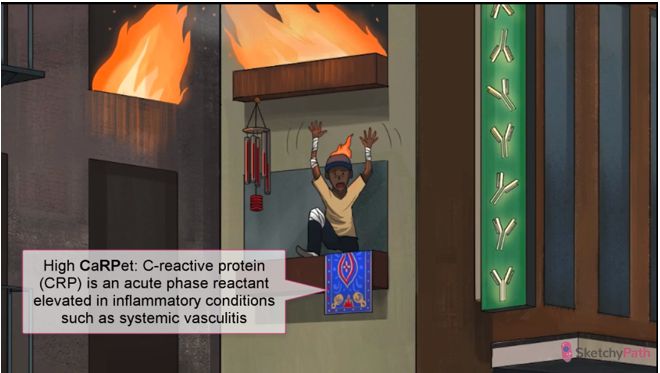 High CaRPet: C-reactive protein
(CRP) is an acute phase reactant
elevated in inflammatory conditions
such as systemic vasculitis
SketchyPath